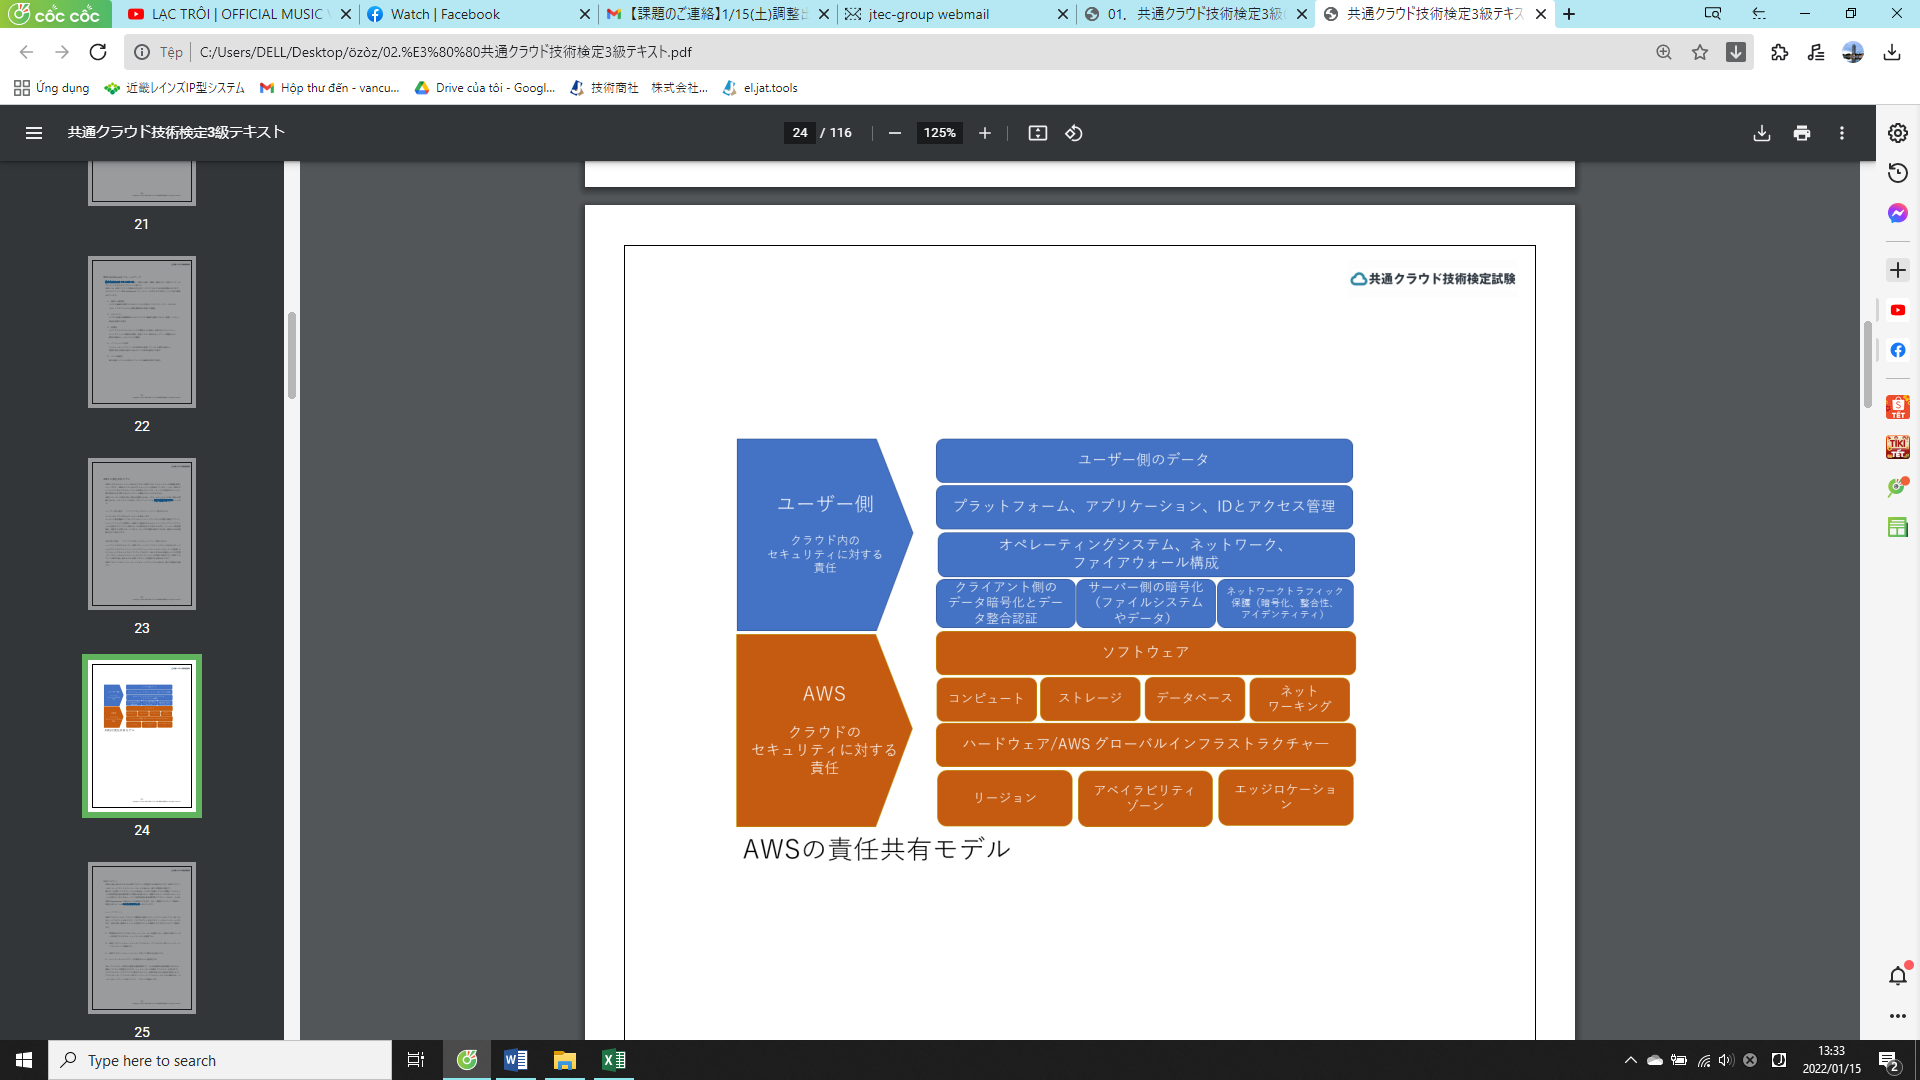 cốc cốc
LẠC TRÔI | OFFICIAL MUSIC V
Watch | Facebook
【課題のご連絡】1/15(土)調整出
jtec-group webmail
01. 共通クラウド技術検定3級
共通クラウド技術検定3級テキス
Tệp
C:/Users/DELL/Desktop/özòz/02.%E3%80%80共通クラウド技術検定3級テキスト.pdf
Ứng dụng
近畿レインズIP型システム
Hộp thư đến - vancu...
Drive của tôi - Googl...
技術商社 株式会社...
el.jat.tools
共通クラウド技術検定3級テキスト
24 / 116
125%
21
22
23
24
25
共通クラウド技術検定試験
ユーザー側
クラウド内の
セキュリティに対する
責任
ユーザー側のデータ
プラットフォーム、アプリケーション、IDとアクセス管理
オペレーティングシステム、ネットワーク、
ファイアウォール構成
クライアント側の
データ暗号化とデー
タ整合認証
サーバー側の暗号化
(ファイルシステム
やデータ)
ネットワークトラフィック
保護(暗号化、整合性、
アイデンティティ)
AWS
クラウドの
セキュリティに対する
責任
ソフトウェア
コンピュート
ストレージ
データベース
ネット
ワーキング
ハードウェア/AWS グローバルインフラストラクチャ―
リージョン
アベイラビリティ
ゾーン
エッジロケーショ
ン
AWSの責任共有モデル
TẾT
TIKI
TẾT
Type here to search
13:33
2022/01/15
2